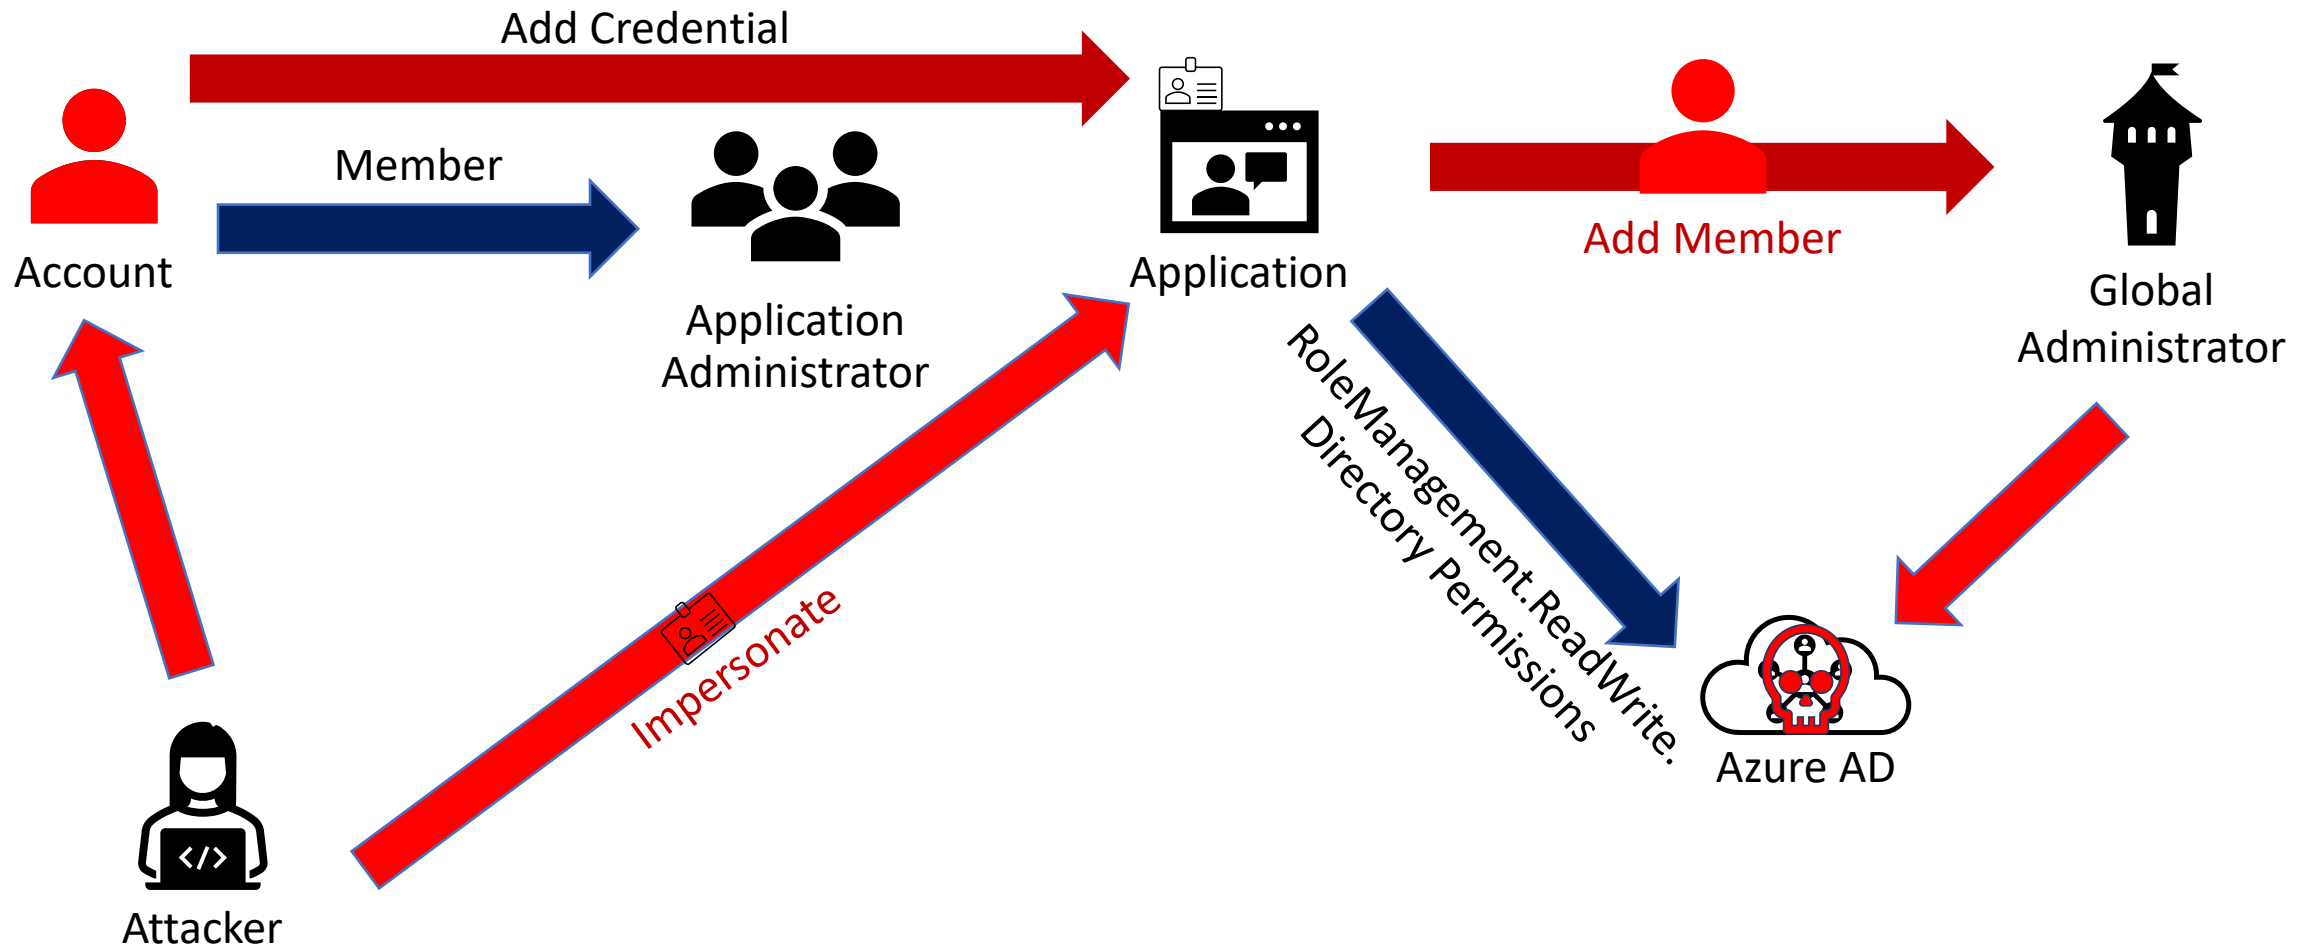 Add Credential
Member
Account
Application
Administrator
Application
Add Member
Global
Administrator
RoleManagement.ReadWrite.
Directory Permissions
Impersonate
Azure AD
Attacker